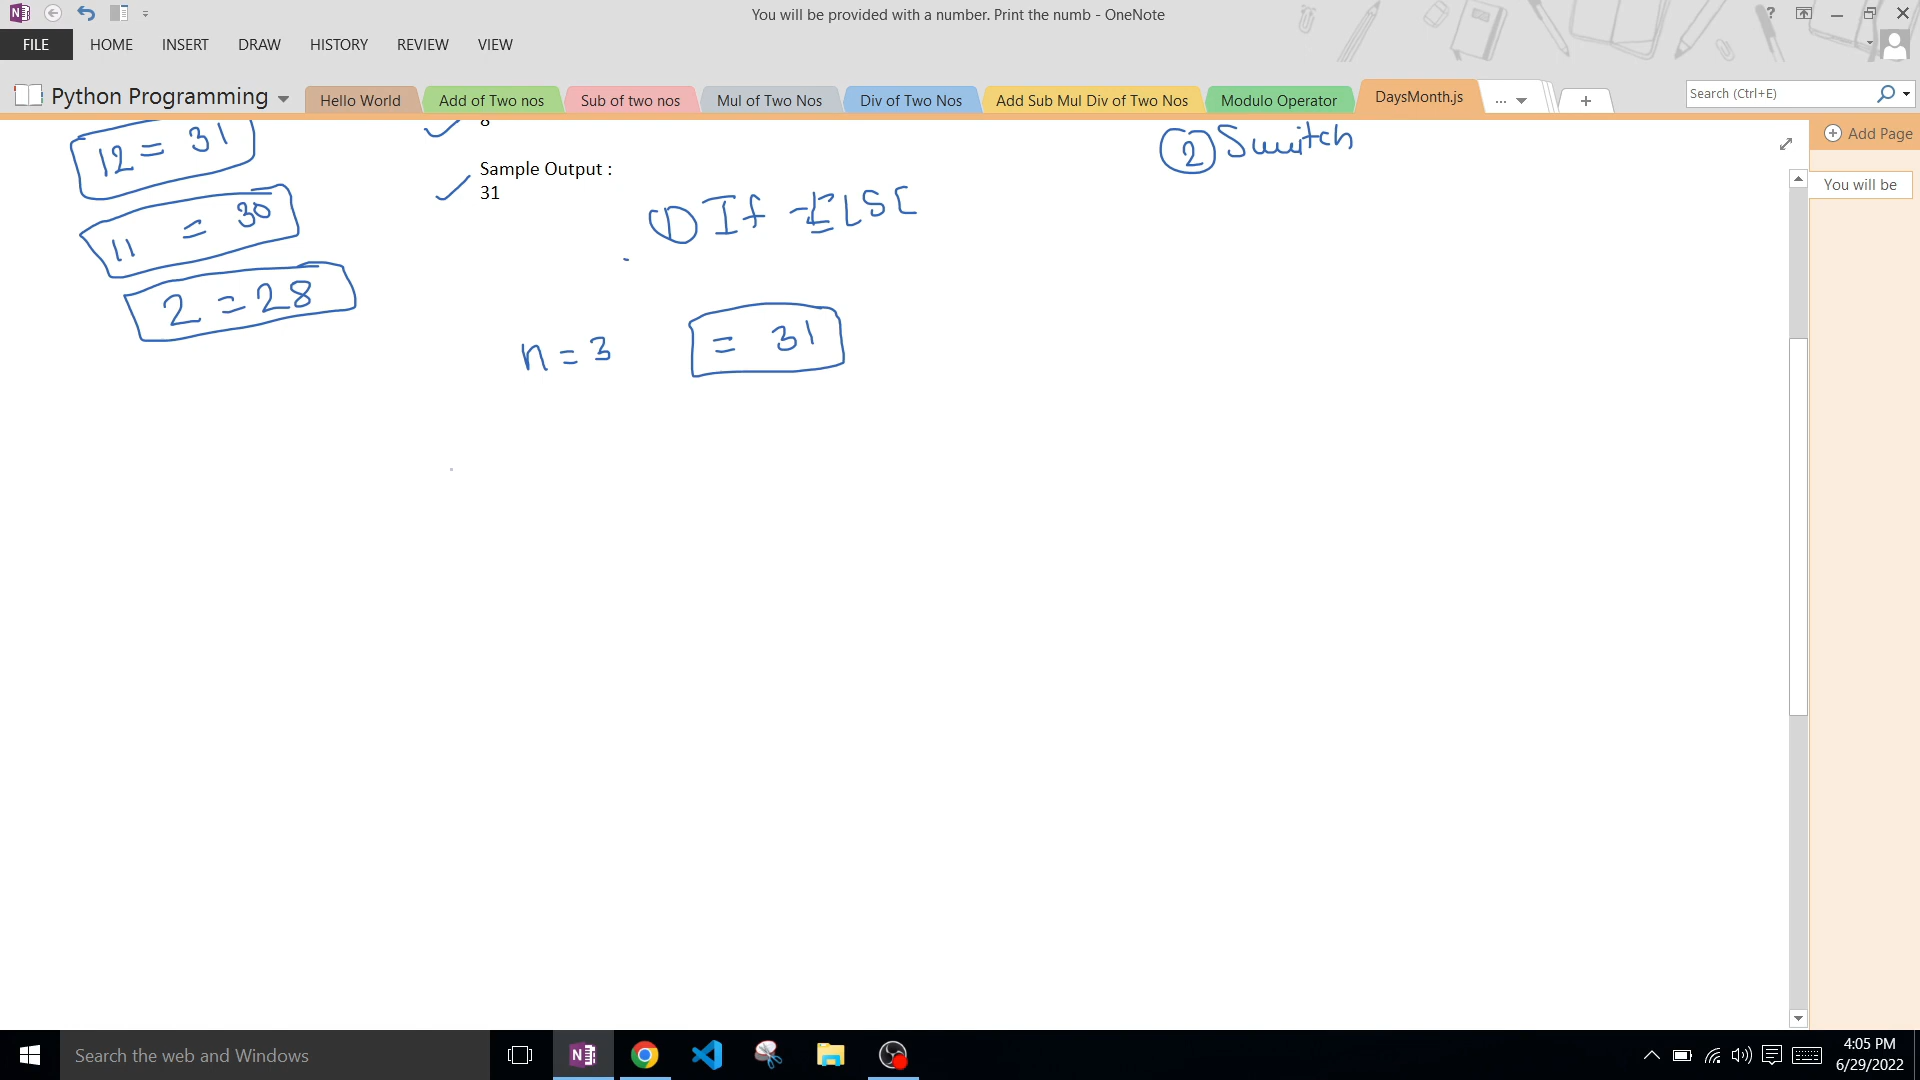 You will be provided with a number. Print the numb - OneNote
FILE HOME INSERT DRAW HISTORY REVIEW VIEW
Python Programming
Hello World
Add of Two nos
Sub of two nos
Mul of Two Nos
Div of Two Nos
Add Sub Mul Div of Two Nos
Modulo Operator
DaysMonth.js
...
Search (Ctrl+E)
Add Page
You will be
12 = 31
8
② Switch
Sample Output :
31
① If - ELSE
11 = 30
2 = 28
n = 3
= 31
Search the web and Windows
4:05 PM
6/29/2022